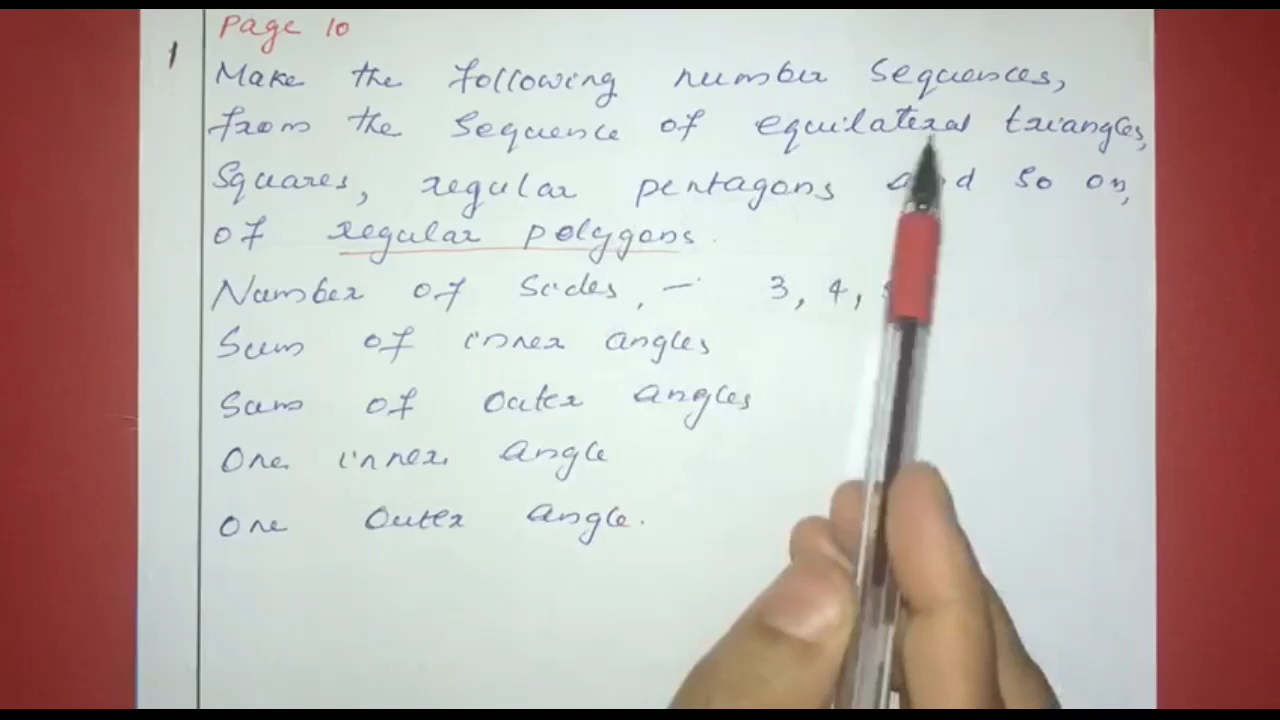 Page 10
1
Make the following number sequences,
from the sequence of equilateral triangles,
squares, regular pentagons and so on,
of regular polygons.
Number of sides, - 3, 4,
Sum of inner angles
Sum of outer angles
One inner angle
One outer angle.